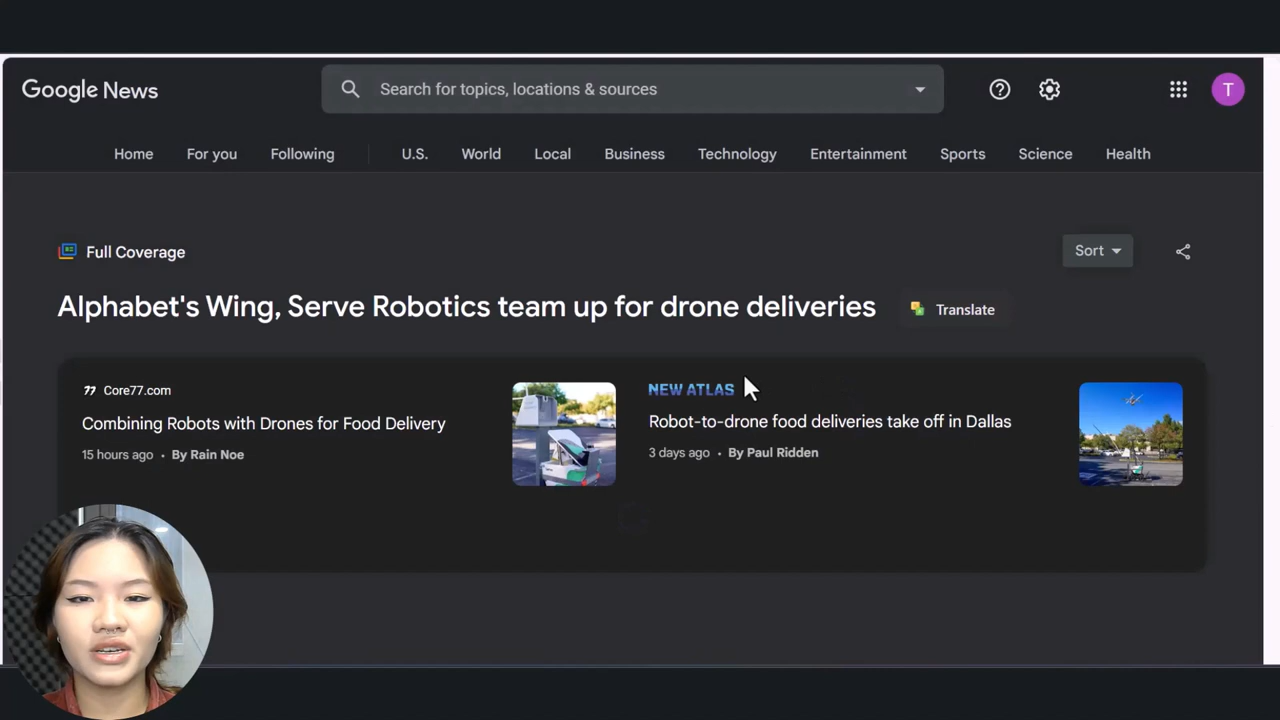 Google News
Search for topics, locations & sources
T
Home For you Following U.S. World Local Business Technology Entertainment Sports Science Health
Full Coverage
Sort
Alphabet's Wing, Serve Robotics team up for drone deliveries
Translate
77 Core77.com
Combining Robots with Drones for Food Delivery
15 hours ago • By Rain Noe
NEW ATLAS
Robot-to-drone food deliveries take off in Dallas
3 days ago • By Paul Ridden